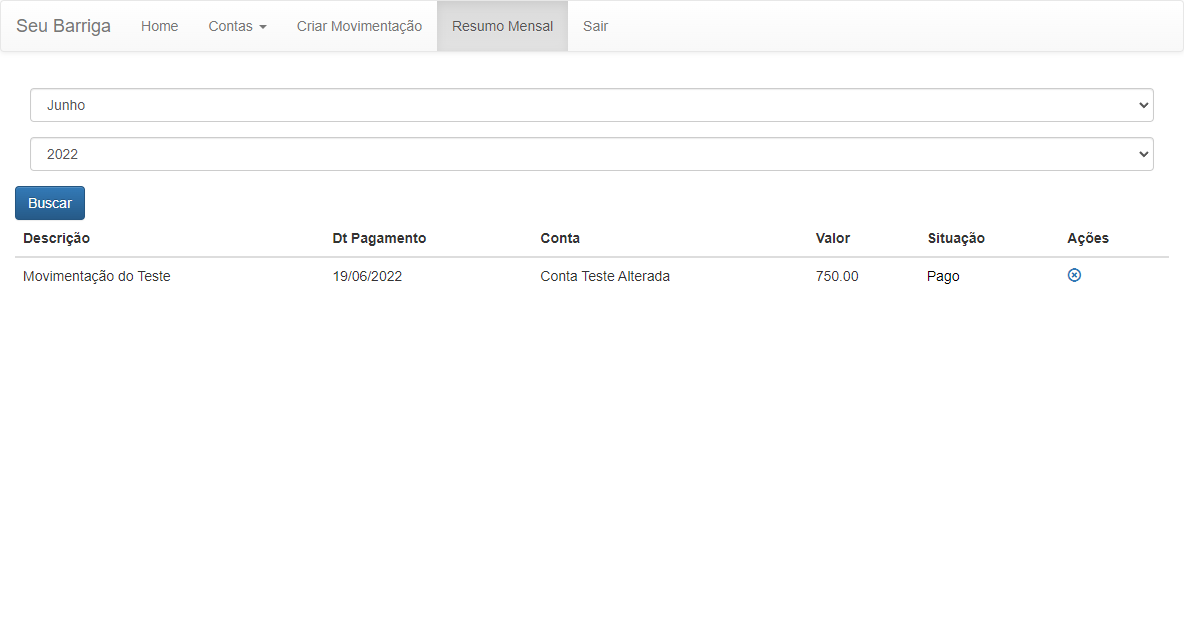 Seu Barriga Home Contas Criar Movimentação Resumo Mensal Sair
Junho
2022
Buscar
Descrição Dt Pagamento Conta Valor Situação Ações
Movimentação do Teste 19/06/2022 Conta Teste Alterada 750.00 Pago